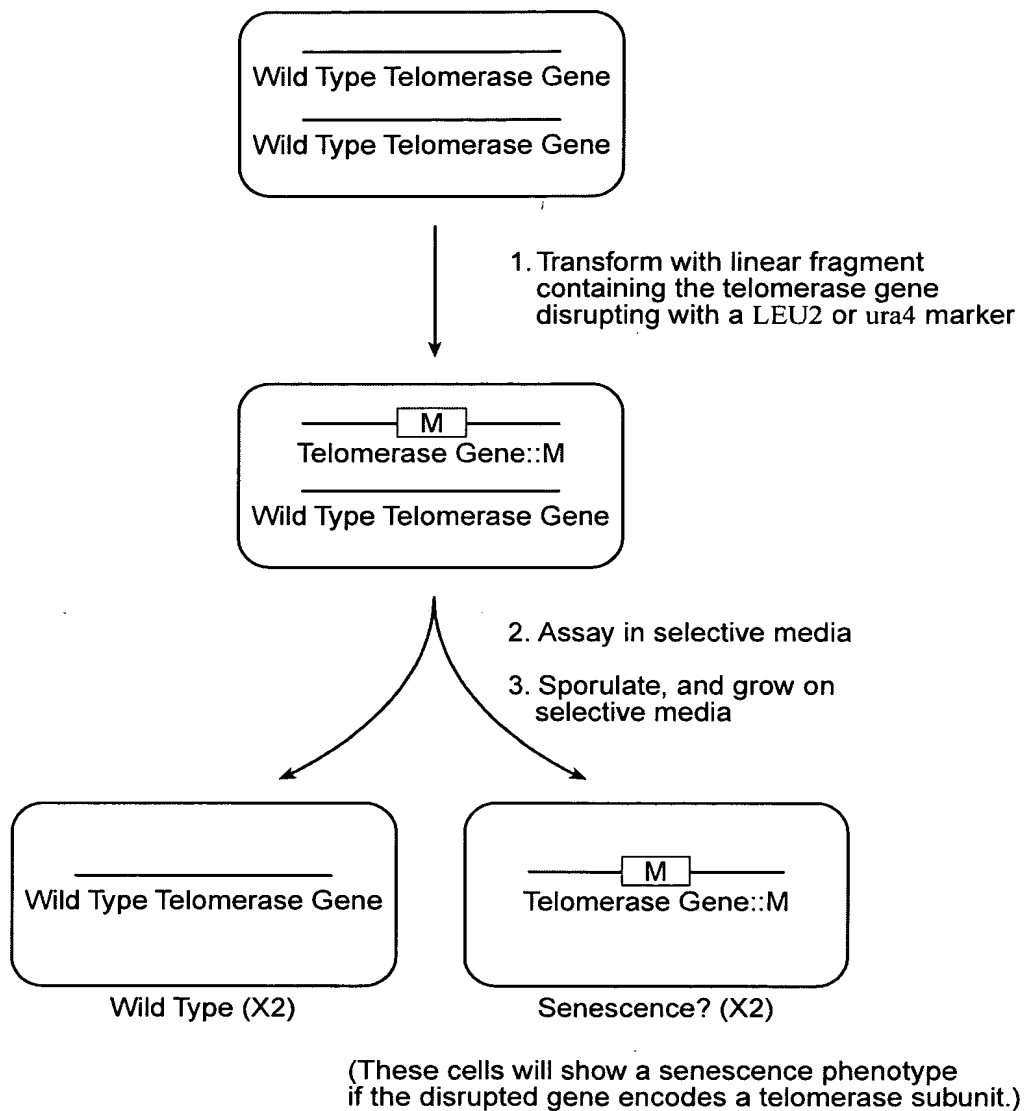 Wild Type Telomerase Gene
Wild Type Telomerase Gene
1. Transform with linear fragment
containing the telomerase gene
disrupting with a LEU2 or ura4 marker
M
Telomerase Gene::M
Wild Type Telomerase Gene
2. Assay in selective media
3. Sporulate, and grow on
selective media
Wild Type Telomerase Gene
M
Telomerase Gene::M
Wild Type (X2)
Senescence? (X2)
(These cells will show a senescence phenotype
if the disrupted gene encodes a telomerase subunit.)